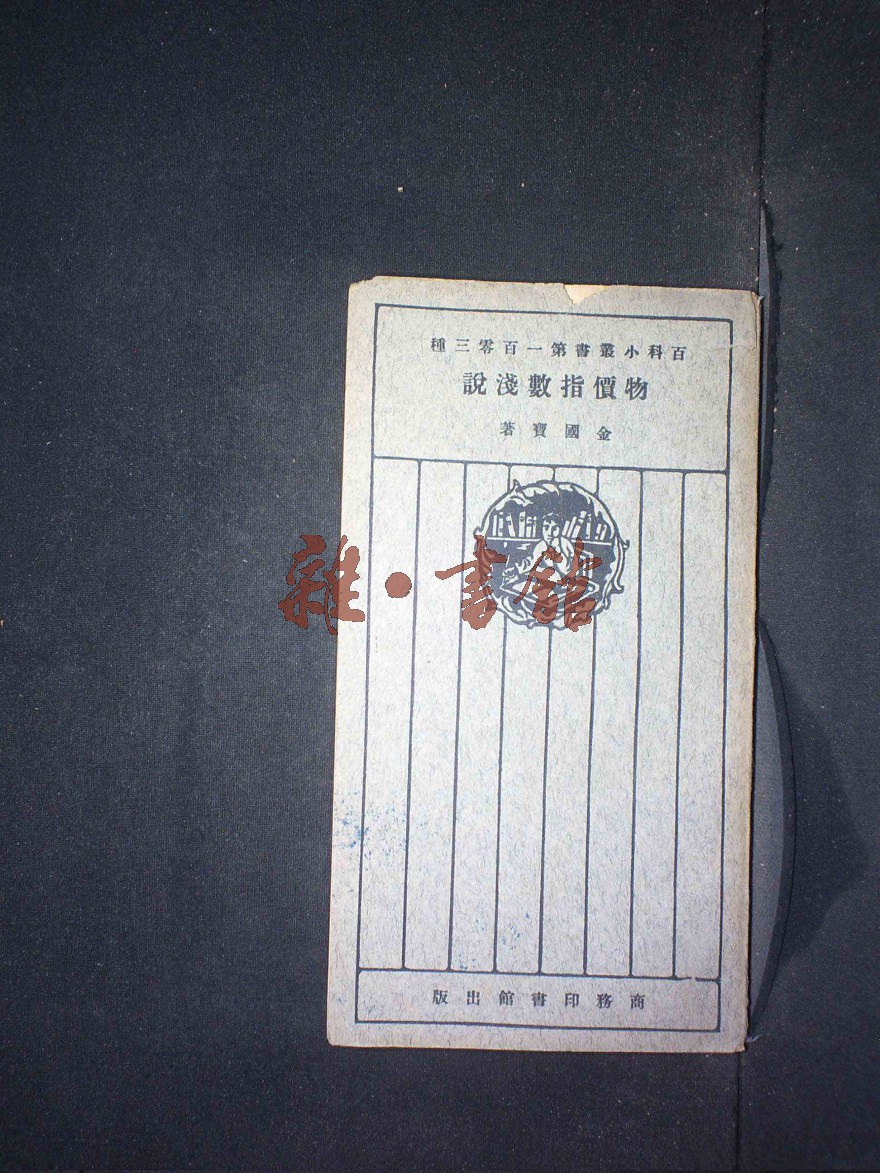 百科小叢書第一百零三種
物價指數淺說
金國寶著
雜·書館
商務印書館出版